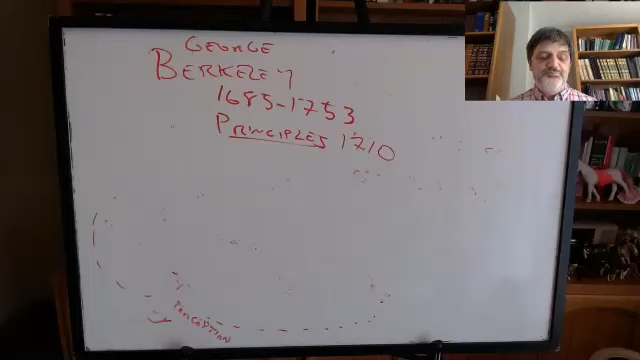 GEORGE
BERKELEY
1685-1753
PRINCIPLES 1710
PERCEPTION